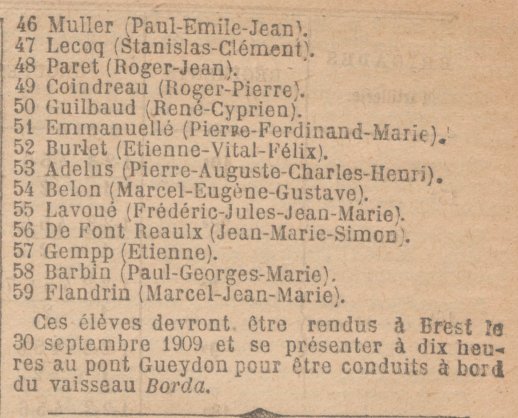 46 Muller (Paul-Emile-Jean).
47 Lecoq (Stanislas-Clément).
48 Paret (Roger-Jean).
49 Coindreau (Roger-Pierre).
50 Guilbaud (René-Cyprien).
51 Emmanuellé (Pierre-Ferdinand-Marie).
52 Burlet (Etienne-Vital-Félix).
53 Adelus (Pierre-Auguste-Charles-Henri).
54 Belon (Marcel-Eugène-Gustave).
55 Lavoué (Frédéric-Jules-Jean-Marie).
56 De Font Reaulx (Jean-Marie-Simon).
57 Gempp (Etienne).
58 Barbin (Paul-Georges-Marie).
59 Flandrin (Marcel-Jean-Marie).
Ces élèves devront être rendus à Brest le
30 septembre 1909 et se présenter à dix heu-
res au pont Gueydon pour être conduits à bord
du vaisseau Borda.